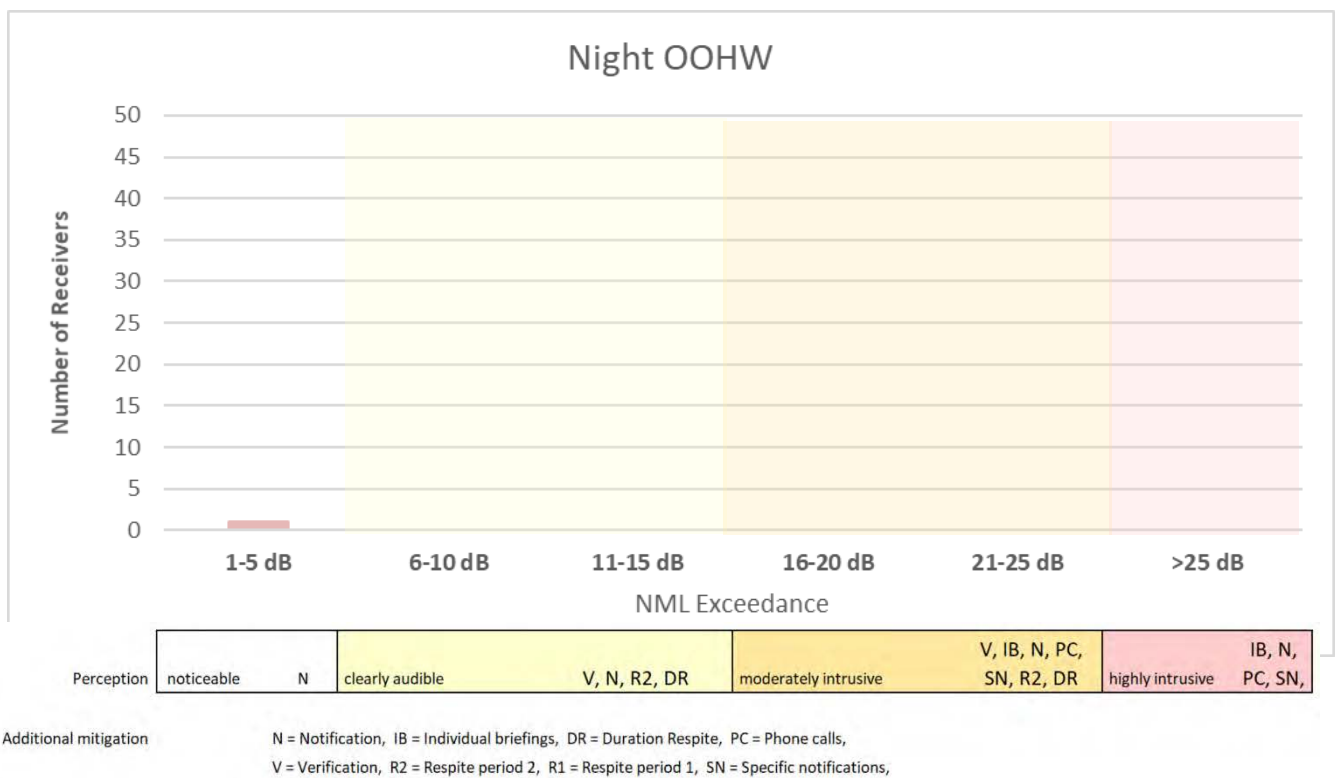 Night OOHW
50
45
40
35
30
25
20
15
10
5
0
Number of Receivers
1-5 dB 6-10 dB 11-15 dB 16-20 dB 21-25 dB >25 dB
NML Exceedance
Perception noticeable N clearly audible V, N, R2, DR moderately intrusive V, IB, N, PC,
SN, R2, DR highly intrusive IB, N,
PC, SN,
Additional mitigation N = Notification, IB = Individual briefings, DR = Duration Respite, PC = Phone calls,
V = Verification, R2 = Respite period 2, R1 = Respite period 1, SN = Specific notifications,